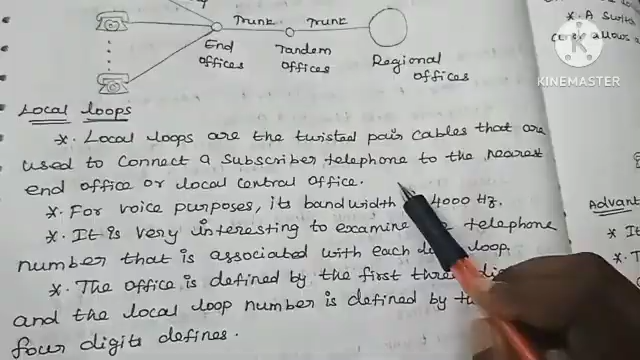 Trunk Trunk
End Offices
Tandem Offices
Regional Offices
Local loops
*. Local loops are the twisted pair cables that are
used to connect a subscriber telephone to the nearest
end office or local central office.
*. For voice purposes, its bandwidth 4000 Hz.
*. It is very interesting to examine telephone
number that is associated with each loop.
*. The office is defined by the first
and the local loop number is defined by
four digits defines.
*. A
allows a
KINEMASTER
Advant
*. It
*.